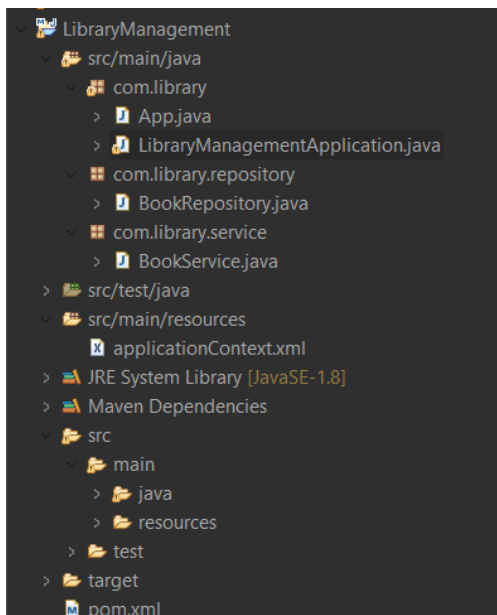 LibraryManagement
src/main/java
com.library
App.java
LibraryManagementApplication.java
com.library.repository
BookRepository.java
com.library.service
BookService.java
src/test/java
src/main/resources
applicationContext.xml
JRE System Library [JavaSE-1.8]
Maven Dependencies
src
main
java
resources
test
target
pom.xml